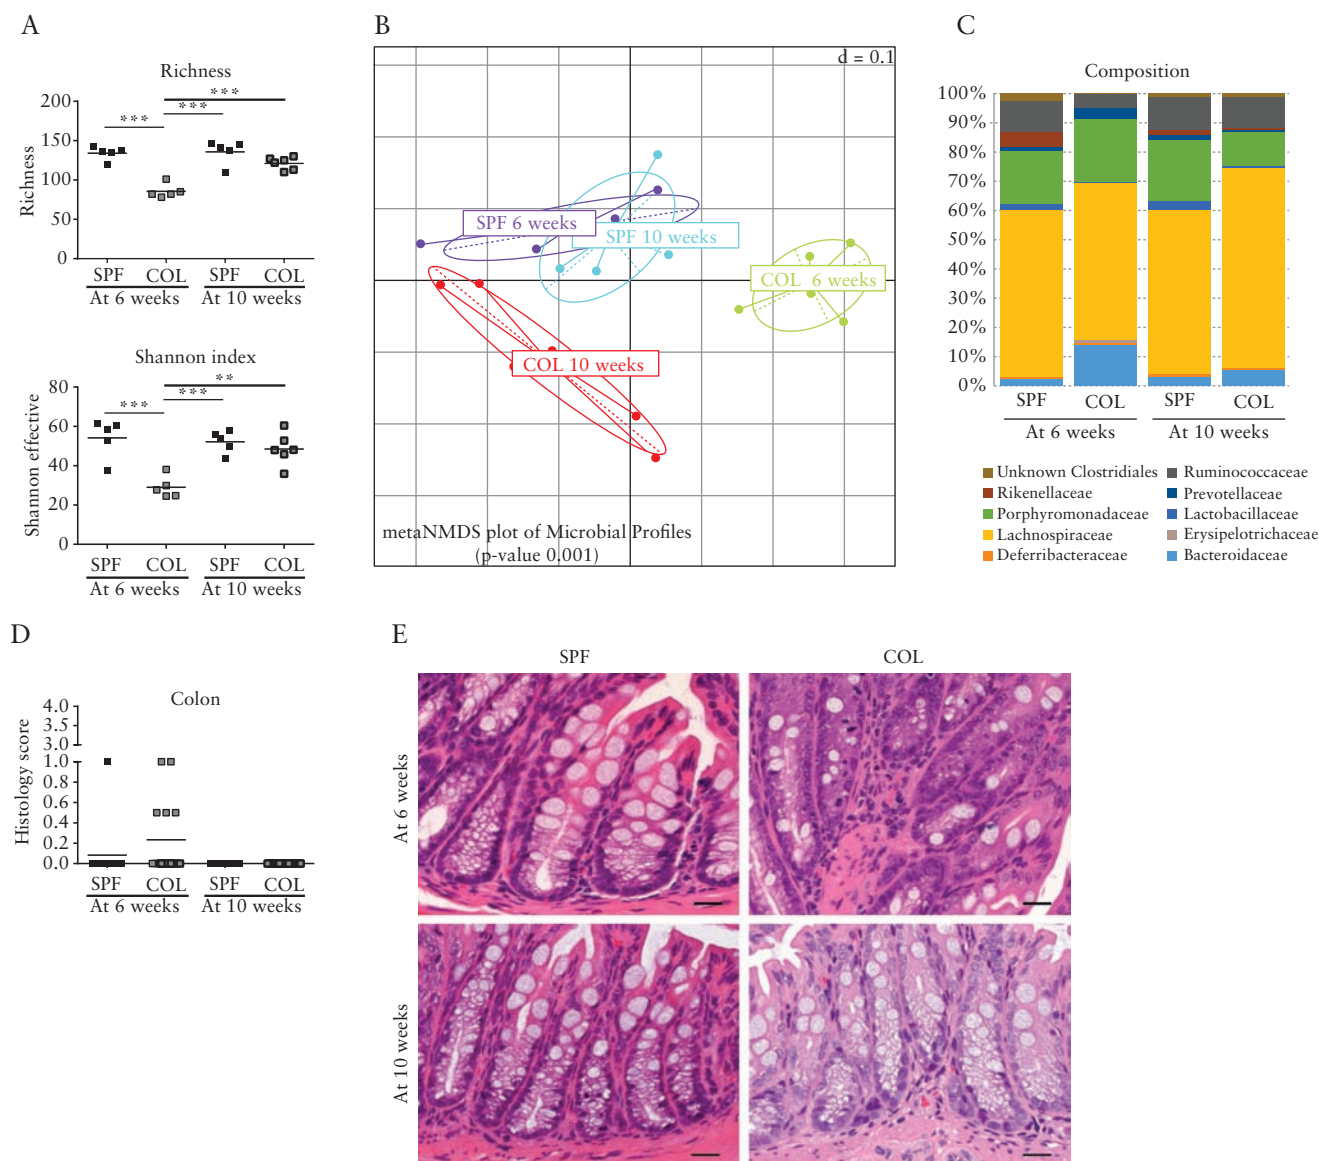 A
Richness
***
***
***
200
150
100
50
0
Richness
SPF
COL
SPF
COL
At 6 weeks
At 10 weeks
Shannon index
**
***
***
80
60
40
20
0
Shannon effective
SPF
COL
SPF
COL
At 6 weeks
At 10 weeks
B
d = 0.1
SPF 6 weeks
SPF 10 weeks
COL 6 weeks
COL 10 weeks
metaNMDS plot of Microbial Profiles
(p-value 0.001)
C
Composition
100%
90%
80%
70%
60%
50%
40%
30%
20%
10%
0%
SPF
COL
SPF
COL
At 6 weeks
At 10 weeks
Unknown Clostridiales
Rikenellaceae
Porphyromonadaceae
Lachnospiraceae
Deferribacteraceae
Ruminoccaceae
Prevotellaceae
Lactobacillaceae
Erysipelotrichaceae
Bacteroidaceae
D
Colon
4.0
3.5
3.0
1.0
0.8
0.6
0.4
0.2
0.0
Histology score
SPF
COL
SPF
COL
At 6 weeks
At 10 weeks
E
SPF
COL
At 6 weeks
At 10 weeks